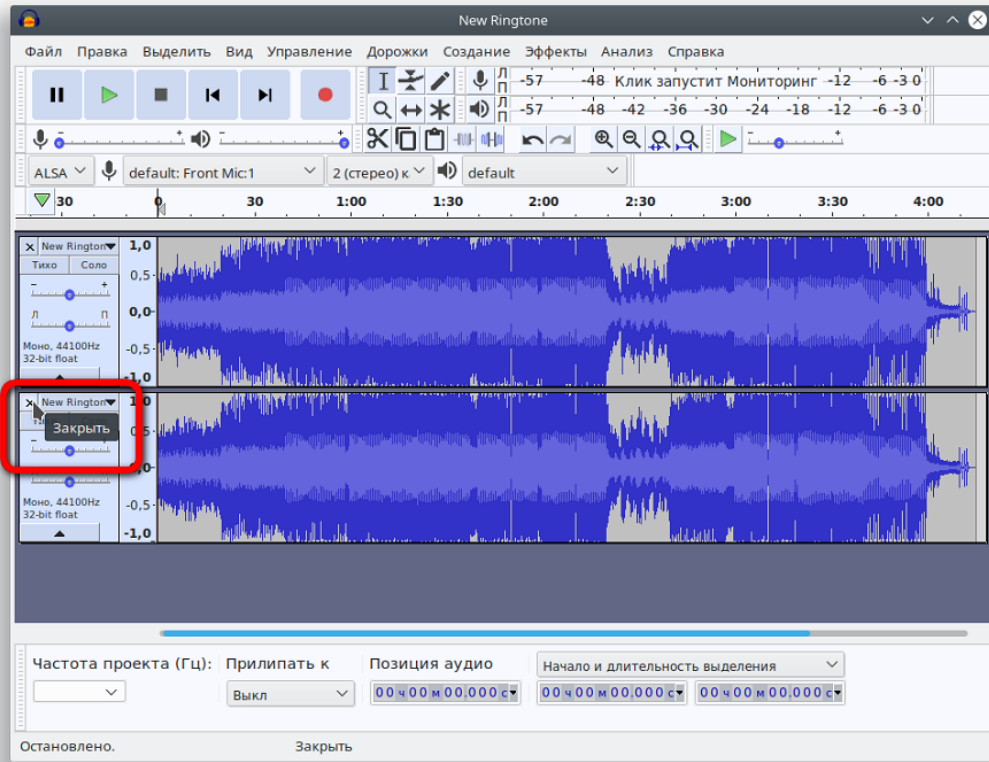 New Ringtone
Файл Правка Выделить Вид Управление Дорожки Создание Эффекты Анализ Справка
Л П -57 -48 Клик запустит Мониторинг -12 -6 -3 0
Л П -57 -48 -42 -36 -30 -24 -18 -12 -6 -3 0
- + - + - +
ALSA default: Front Mic:1 2 (стерео) к default
30 0 30 1:00 1:30 2:00 2:30 3:00 3:30 4:00
× New Rington 1,0
Тихо Соло
- + 0,5
Л П 0,0
Моно, 44100Hz -0,5
32-bit float
-1,0
× New Rington 1,0
Закрыть 0,5
- +
0,0
Моно, 44100Hz -0,5
32-bit float
-1,0
Частота проекта (Гц): Прилипать к Позиция аудио Начало и длительность выделения
Выкл 00 ч 00 м 00.000 с 00 ч 00 м 00.000 с 00 ч 00 м 00.000 с
Остановлено. Закрыть